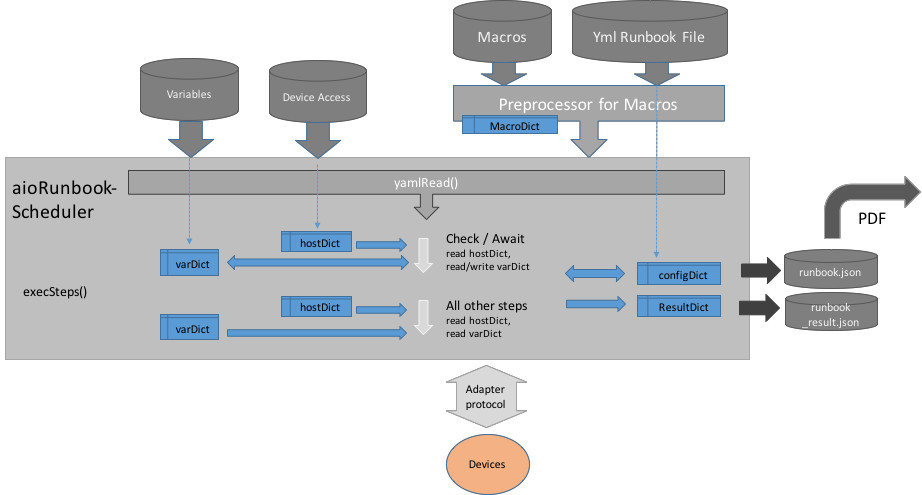 Macros
Yml Runbook File
Variables
Device Access
Preprocessor for Macros
MacroDict
aioRunbook-
Scheduler
yamlRead()
PDF
hostDict
Check / Await
read hostDict,
read/write varDict
varDict
configDict
runbook.json
execSteps()
hostDict
All other steps
read hostDict,
read varDict
ResultDict
runbook
_result.json
varDict
Adapter
protocol
Devices